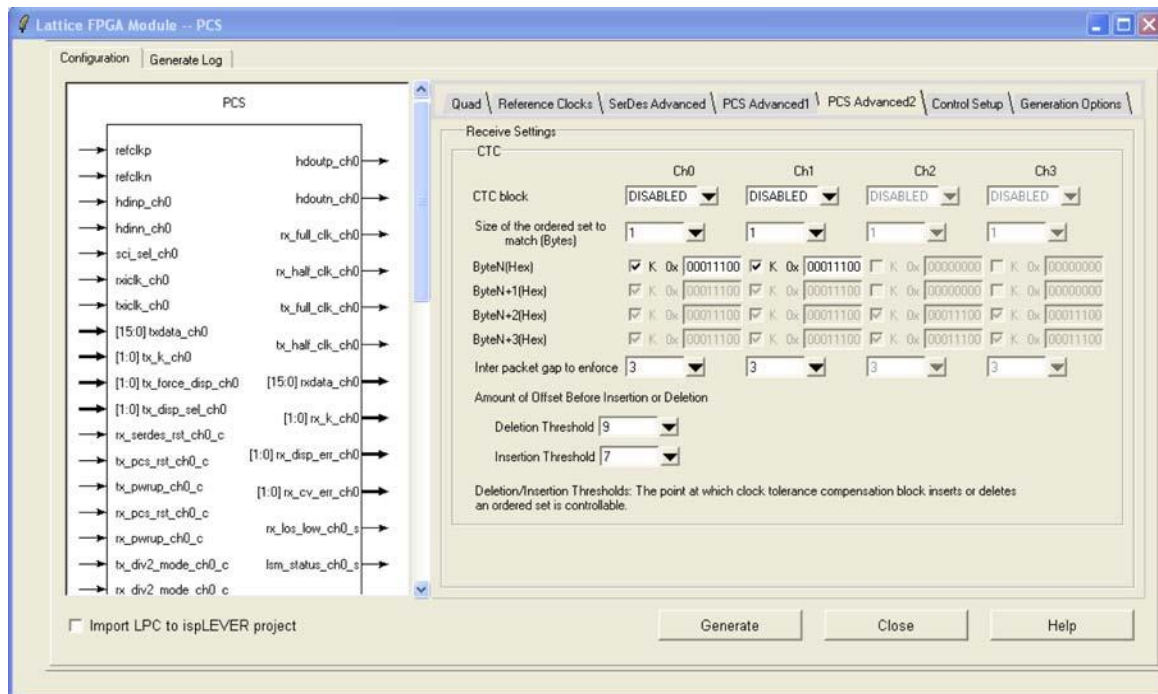 Lattice FPGA Module -- PCS
Configuration Generate Log
PCS
refclkp
refclkn
hdinp_ch0
hdinn_ch0
sci_sel_ch0
rxiclk_ch0
txiclk_ch0
[15:0] txdata_ch0
[1:0] tx_k_ch0
[1:0] tx_force_disp_ch0
[1:0] tx_disp_sel_ch0
rx_serdes_rst_ch0_c
tx_pcs_rst_ch0_c
tx_pwrup_ch0_c
rx_pcs_rst_ch0_c
rx_pwrup_ch0_c
tx_div2_mode_ch0_c
rx_div2_mode_ch0_c
hdoutp_ch0
hdoutn_ch0
rx_full_clk_ch0
rx_half_clk_ch0
tx_full_clk_ch0
tx_half_clk_ch0
[15:0] rxdata_ch0
[1:0] rx_k_ch0
[1:0] rx_disp_err_ch0
[1:0] rx_cv_err_ch0
rx_los_low_ch0_s
lsm_status_ch0_s
Quad \ Reference Clocks \ SerDes Advanced \ PCS Advanced1 \ PCS Advanced2 \ Control Setup \ Generation Options \
Receive Settings
CTC
Ch0 Ch1 Ch2 Ch3
CTC block DISABLED DISABLED DISABLED DISABLED
Size of the ordered set to
match (Bytes) 1 1 1 1
ByteN(Hex) K 0x 00011100 K 0x 00011100 K 0x 00000000 K 0x 00000000
ByteN+1(Hex) K 0x 00011100 K 0x 00011100 K 0x 00000000 K 0x 00000000
ByteN+2(Hex) K 0x 00011100 K 0x 00011100 K 0x 00011100 K 0x 00011100
ByteN+3(Hex) K 0x 00011100 K 0x 00011100 K 0x 00011100 K 0x 00011100
Inter packet gap to enforce 3 3 3 3
Amount of Offset Before Insertion or Deletion
Deletion Threshold 9
Insertion Threshold 7
Deletion/Insertion Thresholds: The point at which clock tolerance compensation block inserts or deletes
an ordered set is controllable.
Import LPC to ispLEVER project
Generate Close Help